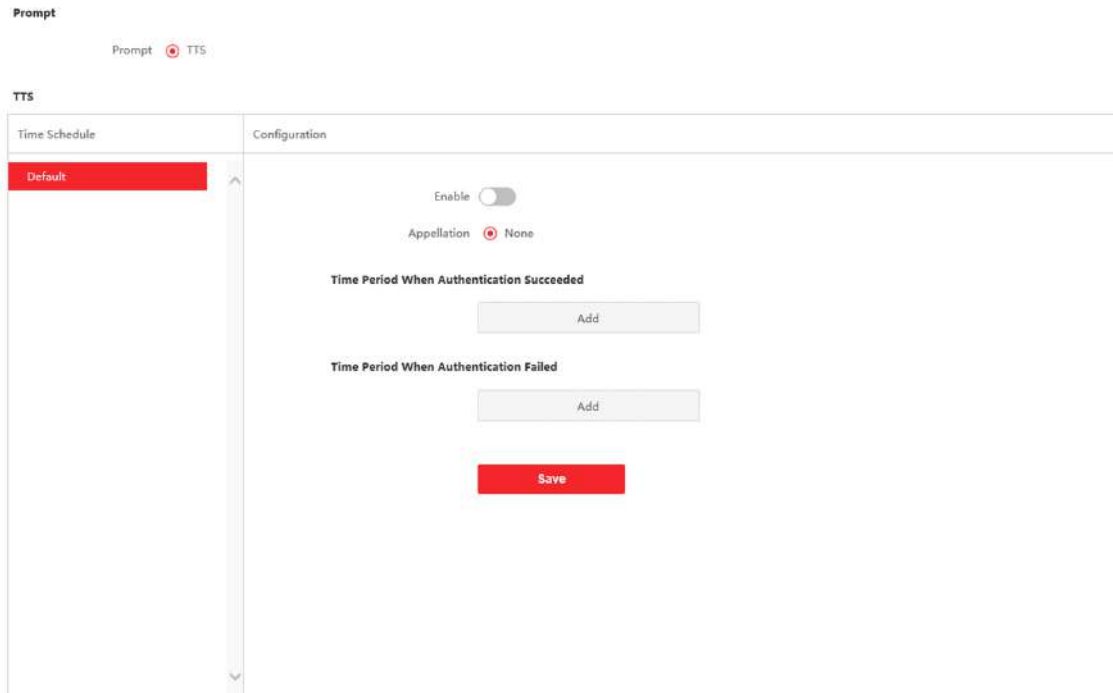 Prompt
Prompt TTS
TTS
Time Schedule Configuration
Default
Enable
Appellation None
Time Period When Authentication Succeeded
Add
Time Period When Authentication Failed
Add
Save